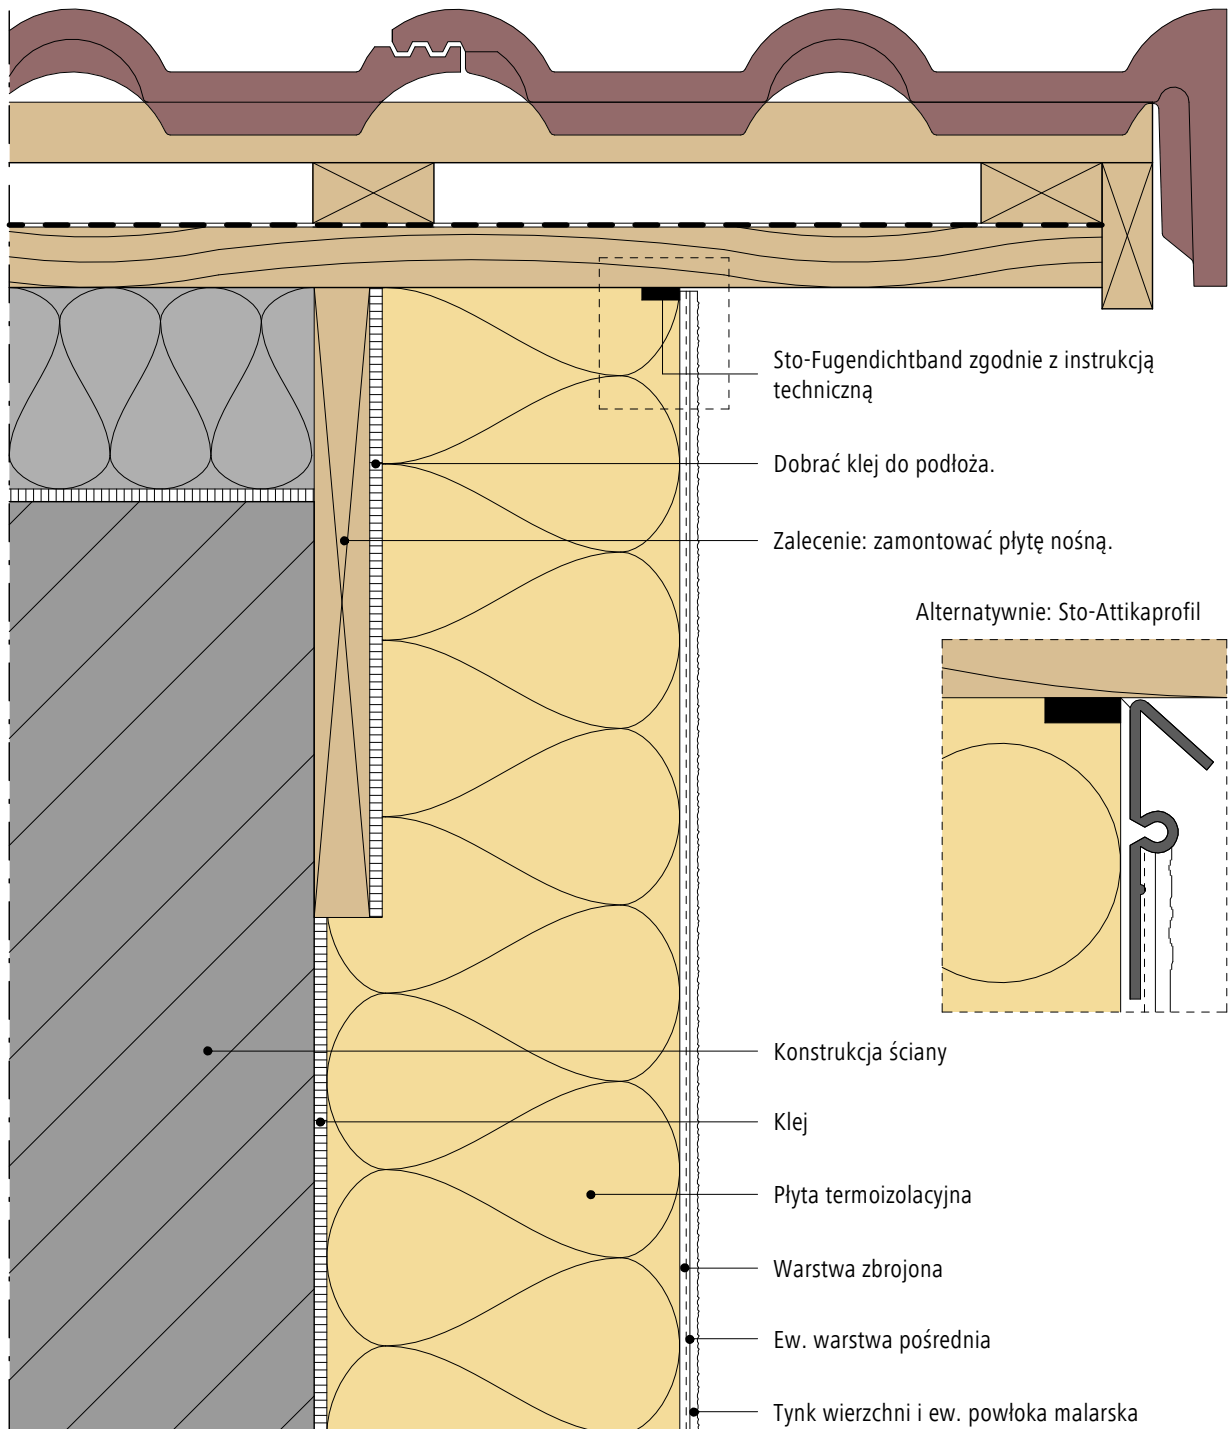 Sto-Fugendichtband zgodnie z instrukcją
techniczną
Dobrać klej do podłoża.
Zalecenie: zamontować płytę nośną.
Alternatywnie: Sto-Attikaprofil
Konstrukcja ściany
Klej
Płyta termoizolacyjna
Warstwa zbrojona
Ew. warstwa pośrednia
Tynk wierzchni i ew. powłoka malarska